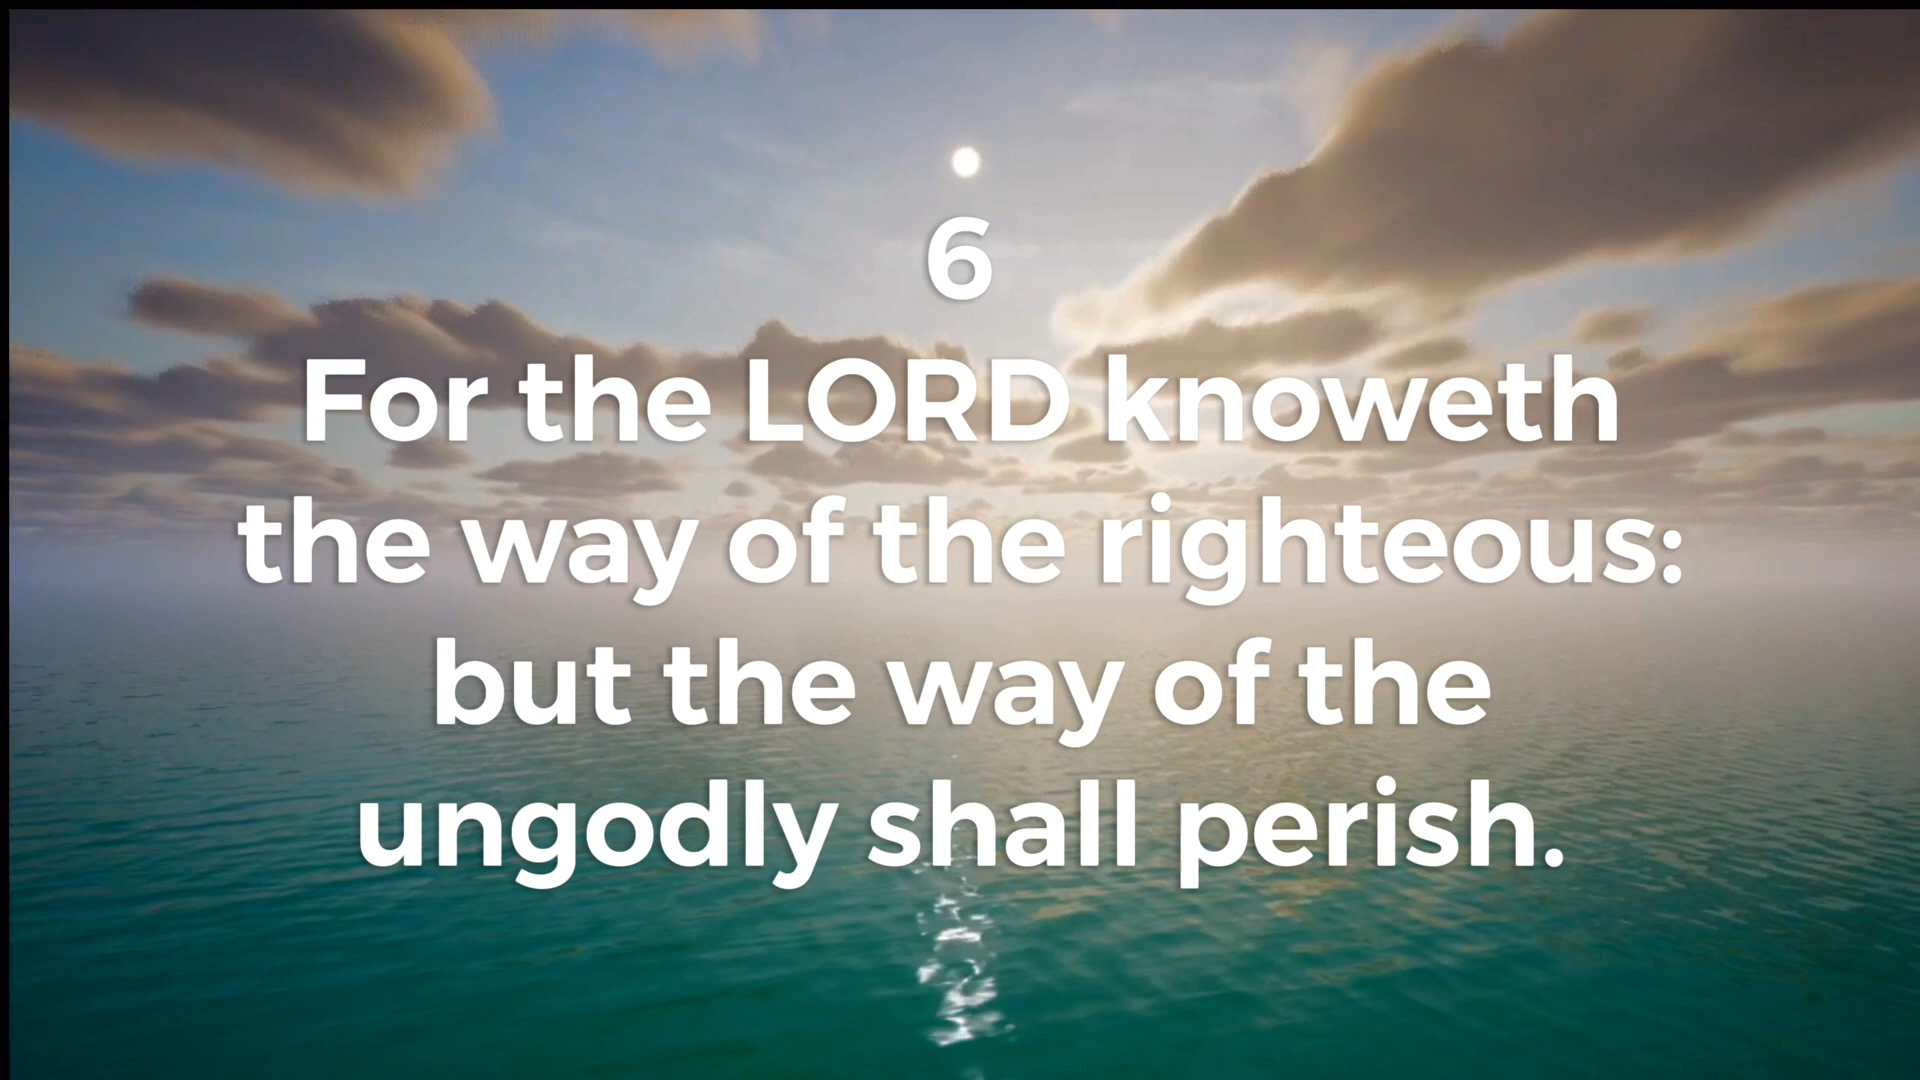 6
For the LORD knoweth
the way of the righteous:
but the way of the
ungodly shall perish.